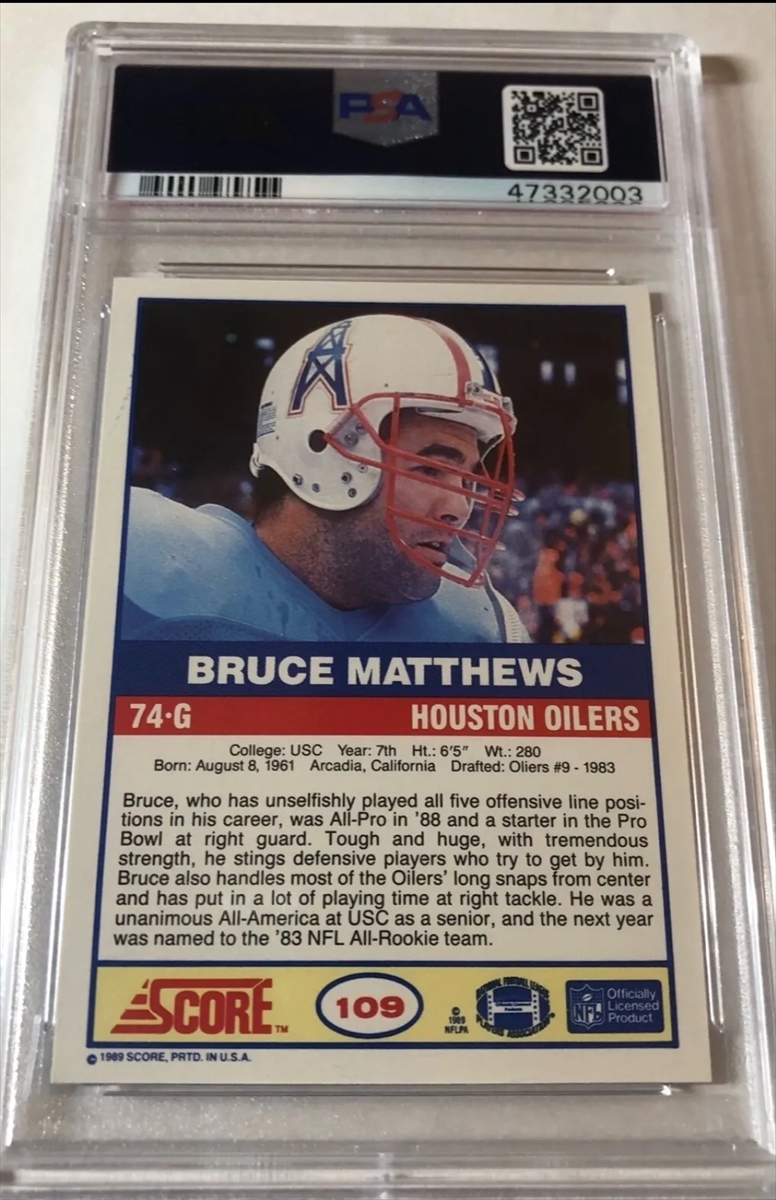 PSA
47332003
BRUCE MATTHEWS
74·G HOUSTON OILERS
College: USC Year: 7th Ht.: 6'5" Wt.: 280
Born: August 8, 1961 Arcadia, California Drafted: Oliers #9 - 1983
Bruce, who has unselfishly played all five offensive line posi-
tions in his career, was All-Pro in '88 and a starter in the Pro
Bowl at right guard. Tough and huge, with tremendous
strength, he stings defensive players who try to get by him.
Bruce also handles most of the Oilers' long snaps from center
and has put in a lot of playing time at right tackle. He was a
unanimous All-America at USC as a senior, and the next year
was named to the '83 NFL All-Rookie team.
SCORE™
109
©
1989
NFLPA
NFL
Officially
Licensed
Product
© 1989 SCORE, PRTD. IN U.S.A.